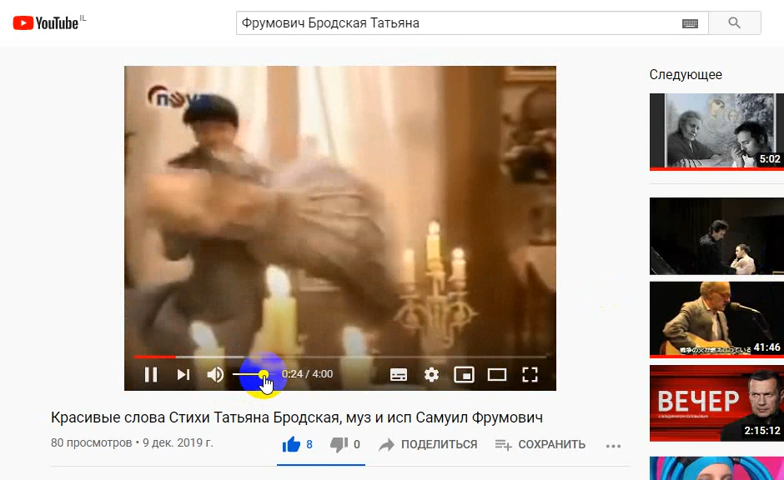 YouTube IL
Фрумович Бродская Татьяна
Следующее
nova
5:02
41:46
ВЕЧЕР
2:15:12
0:24 / 4:00
Красивые слова Стихи Татьяна Бродская, муз и исп Самуил Фрумович
80 просмотров • 9 дек. 2019 г.
8
0
ПОДЕЛИТЬСЯ
СОХРАНИТЬ